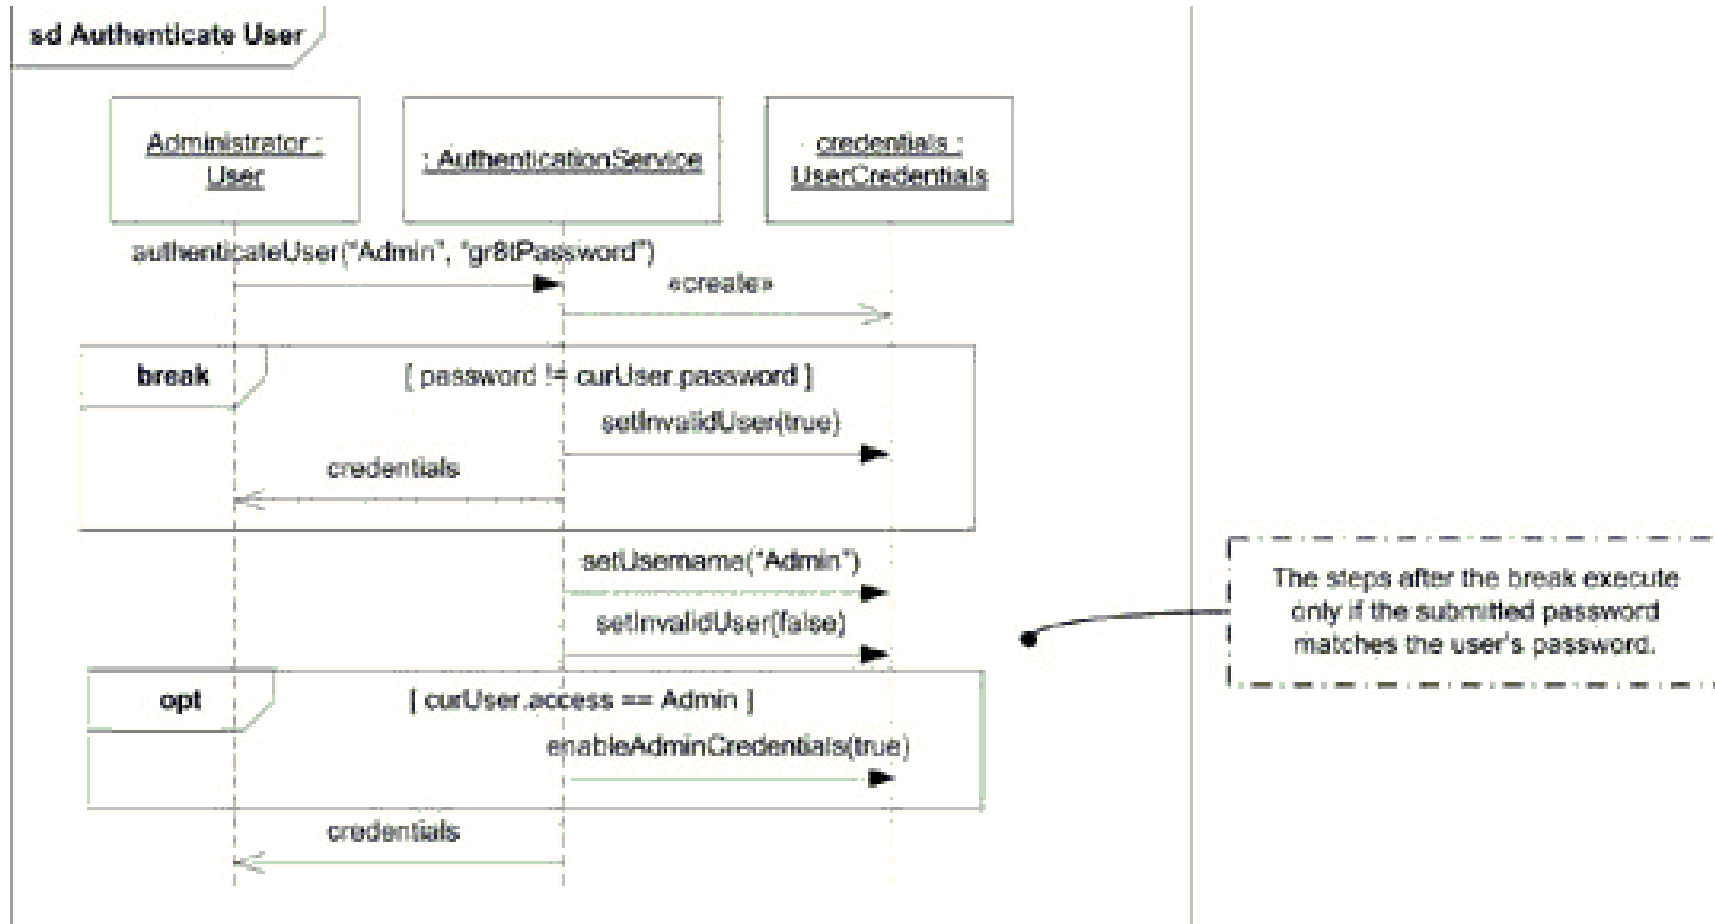 sd Authenticate User
Administrator :
User
: AuthenticationService
credentials :
UserCredentials
authenticateUser("Admin", "gr8tPassword")
«create»
break
[ password != curUser.password ]
setInvalidUser(true)
credentials
setUsername("Admin")
setInvalidUser(false)
The steps after the break execute
only if the submitted password
matches the user's password.
opt
[ curUser.access == Admin ]
enableAdminCredentials(true)
credentials